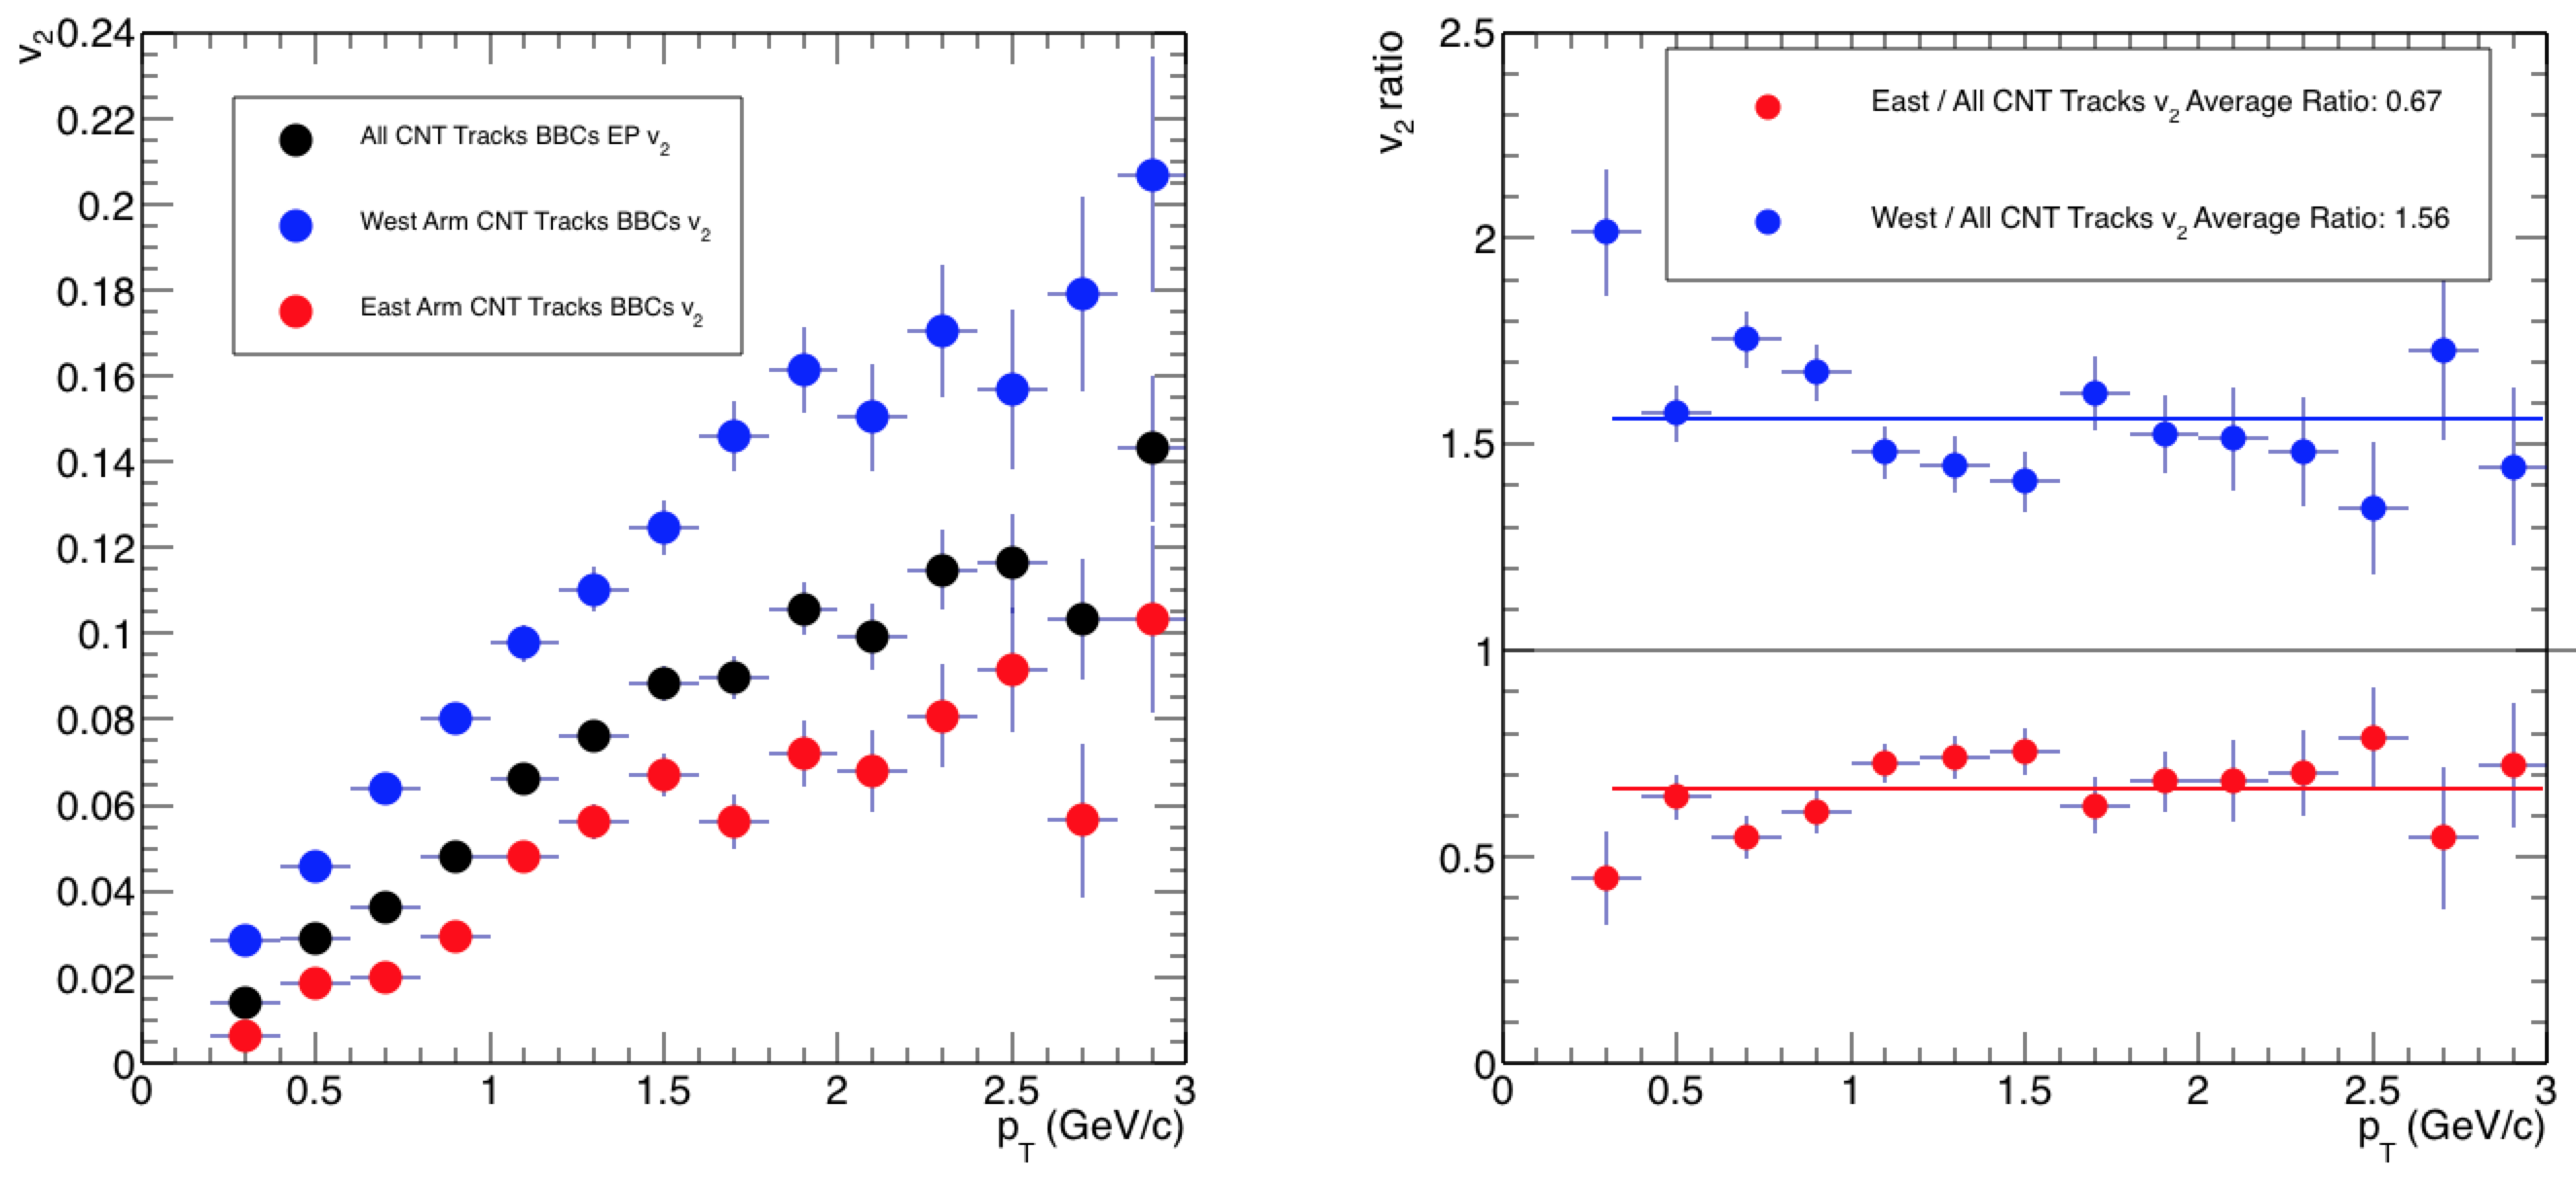 v2
0.24
0.22
0.2
0.18
0.16
0.14
0.12
0.1
0.08
0.06
0.04
0.02
0
All CNT Tracks BBCs EP v2
West Arm CNT Tracks BBCs v2
East Arm CNT Tracks BBCs v2
0 0.5 1 1.5 2 2.5 3
pT (GeV/c)
v2 ratio
2.5
2
1.5
1
0.5
0
East / All CNT Tracks v2 Average Ratio: 0.67
West / All CNT Tracks v2 Average Ratio: 1.56
0 0.5 1 1.5 2 2.5 3
pT (GeV/c)